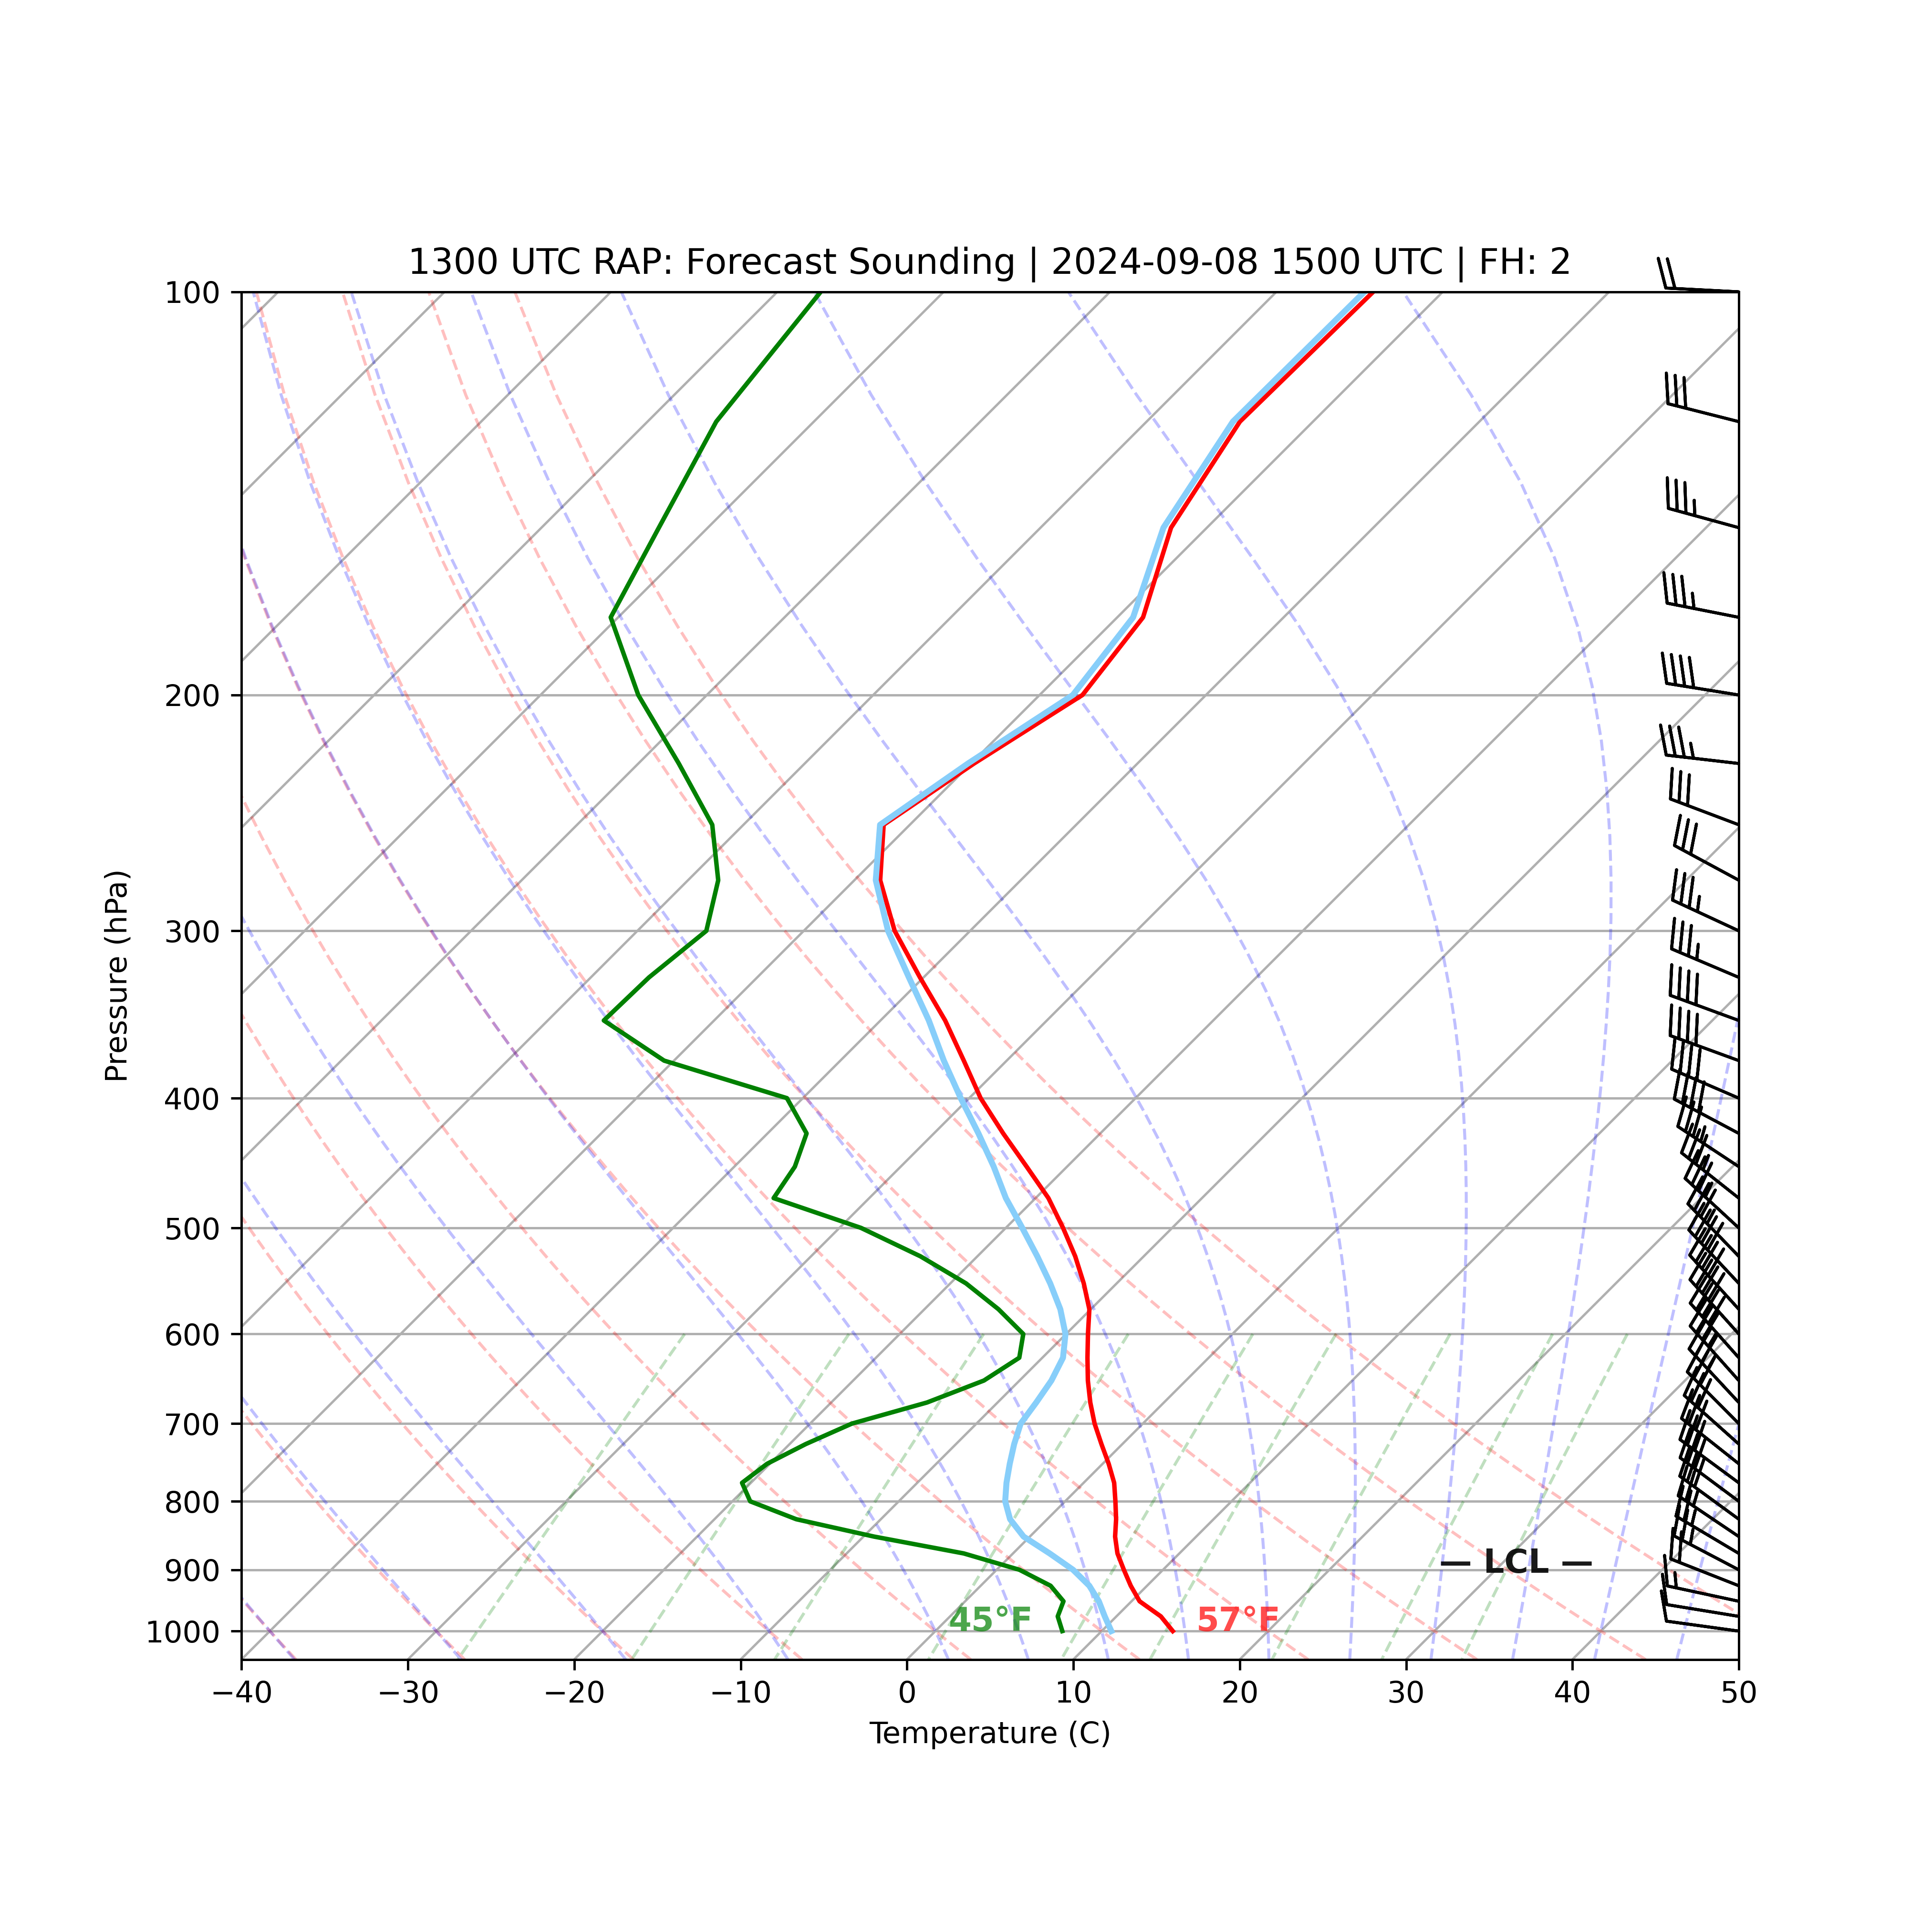 1300 UTC RAP: Forecast Sounding | 2024-09-08 1500 UTC | FH: 2
100
200
300
400
500
600
700
800
900
1000
Pressure (hPa)
— LCL —
45°F
57°F
−40 −30 −20 −10 0 10 20 30 40 50
Temperature (C)